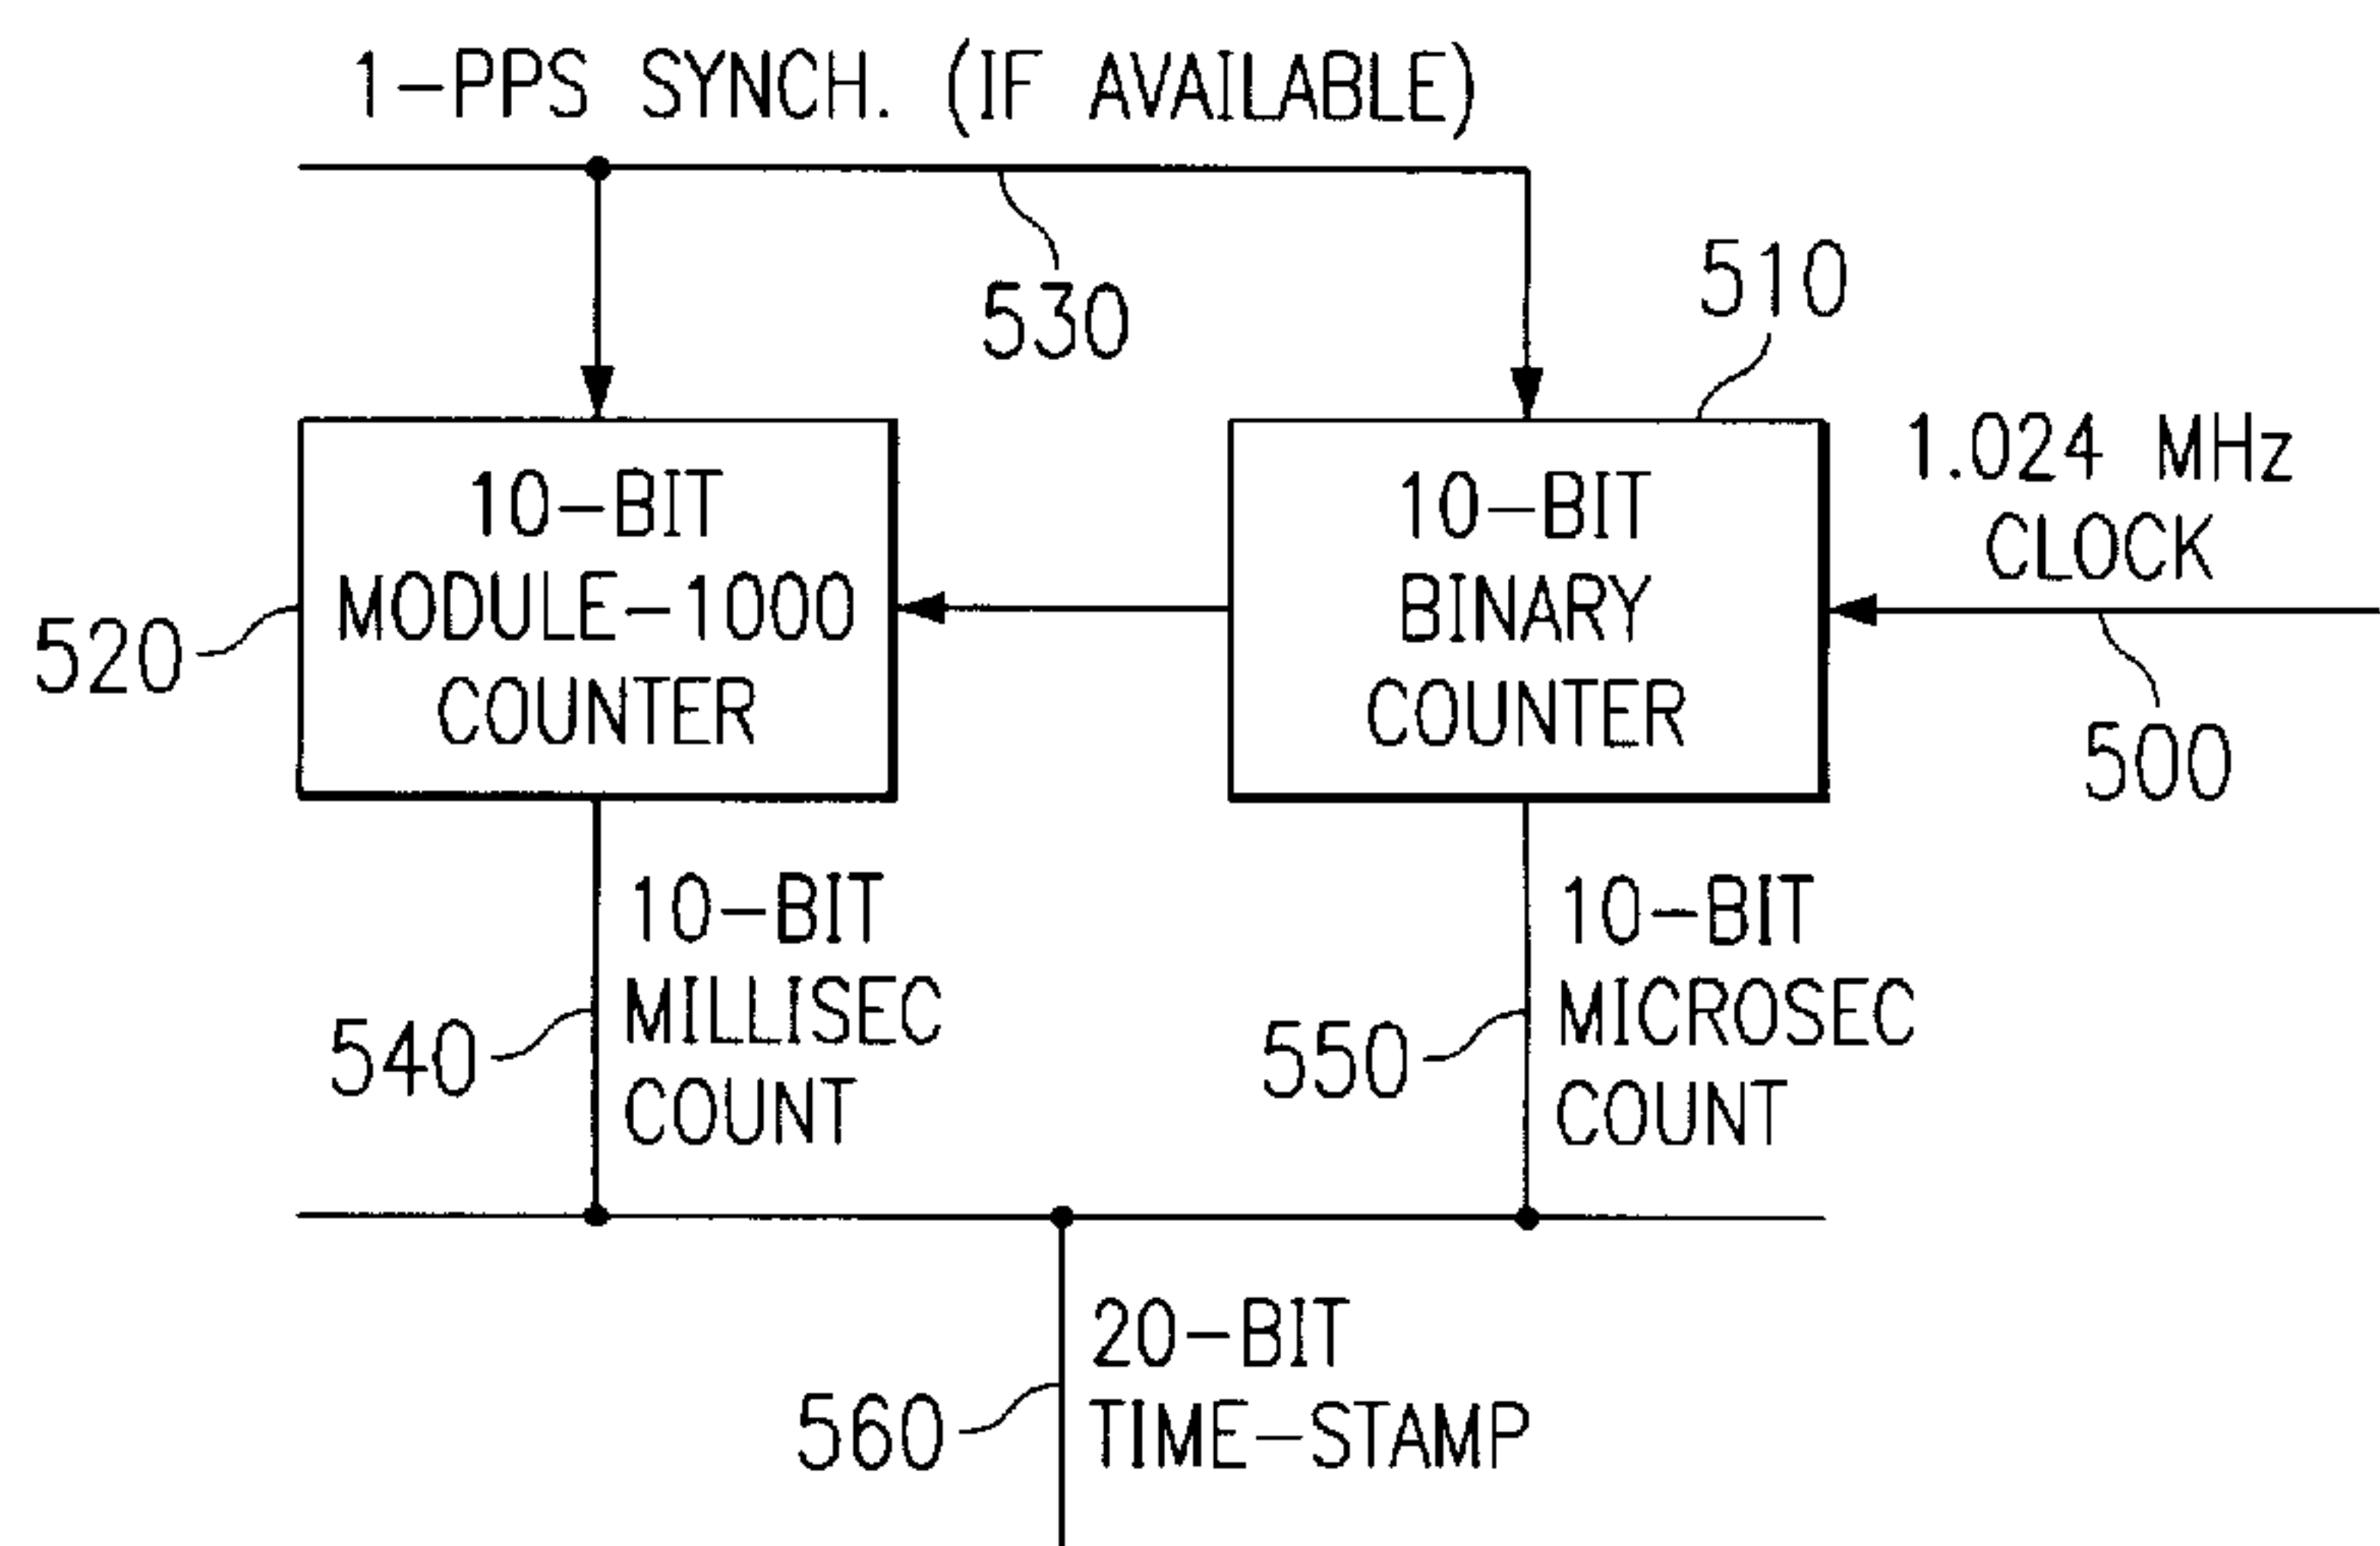 1-PPS SYNCH. (IF AVAILABLE)
530
510
1.024 MHz
CLOCK
500
10-BIT
MODULE-1000
COUNTER
520
10-BIT
BINARY
COUNTER
10-BIT
MILLISEC
COUNT
540
10-BIT
MICROSEC
COUNT
550
20-BIT
TIME-STAMP
560